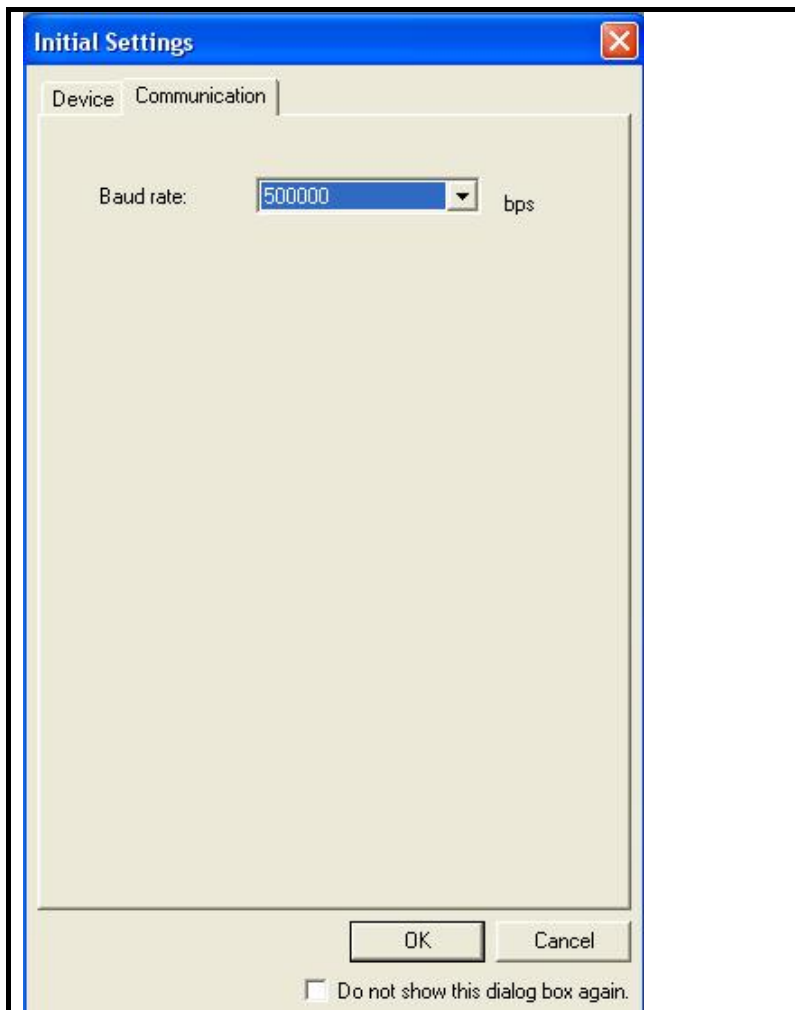 Initial Settings
Device Communication
Baud rate: 500000 bps
OK Cancel
Do not show this dialog box again.